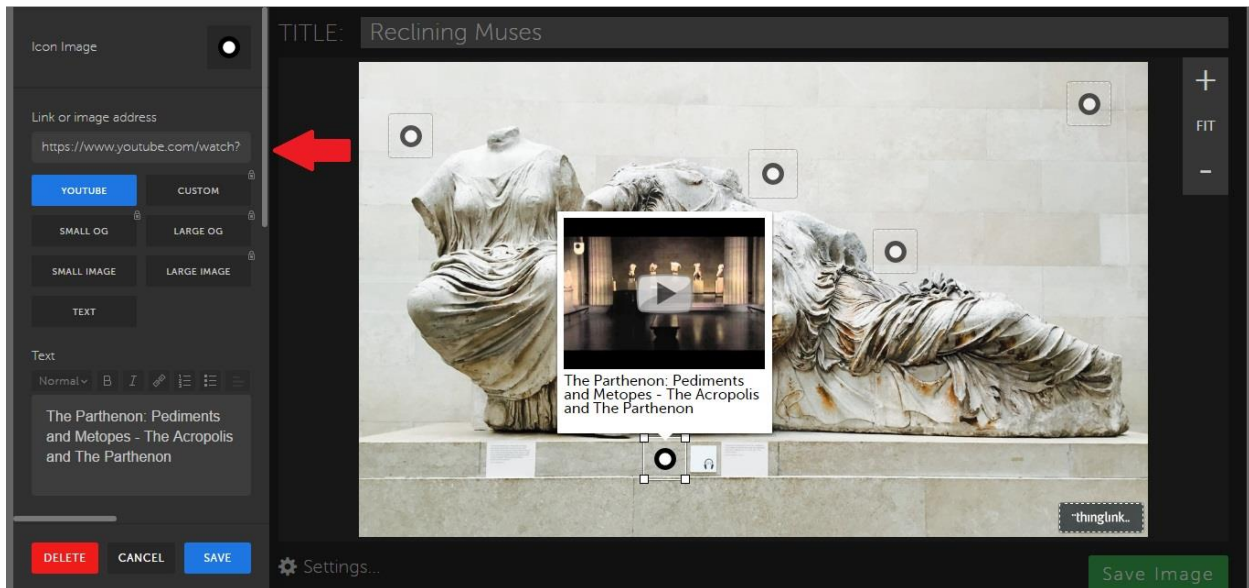 Icon Image
Link or image address
https://www.youtube.com/watch?
YOUTUBE
CUSTOM
SMALL OG
LARGE OG
SMALL IMAGE
LARGE IMAGE
TEXT
Text
Normal
B I
The Parthenon: Pediments
and Metopes - The Acropolis
and The Parthenon
DELETE
CANCEL
SAVE
TITLE:
Reclining Muses
+
FIT
-
The Parthenon: Pediments
and Metopes - The Acropolis
and The Parthenon
thinglink..
Settings...
Save Image